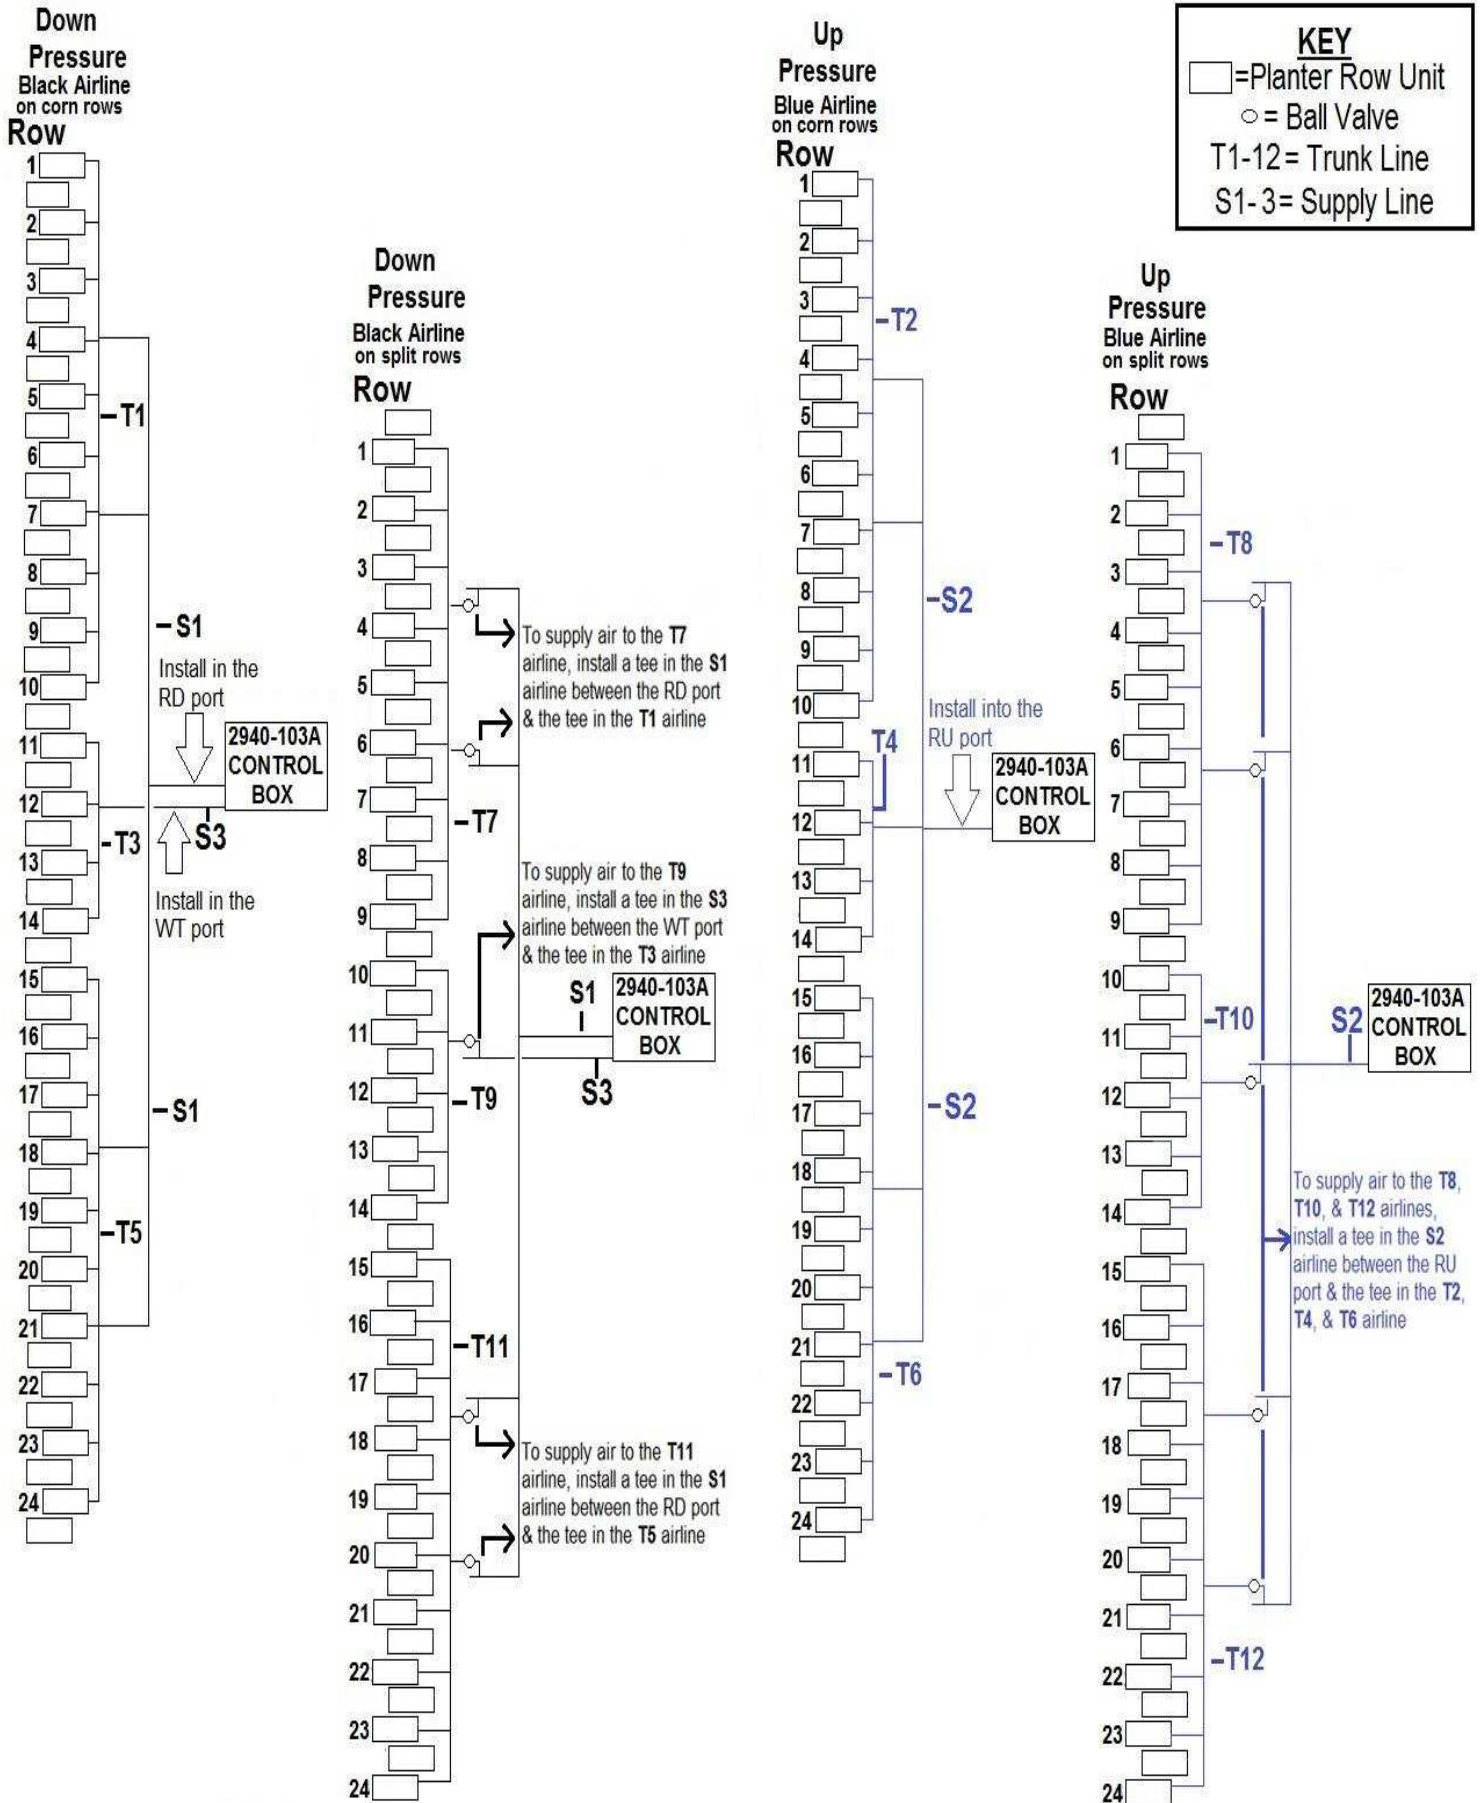 Down
Pressure
Black Airline
on corn rows
Row
1
2
3
4
5
6
7
8
9
10
11
12
13
14
15
16
17
18
19
20
21
22
23
24
–T1
–S1
Install in the
RD port
2940-103A
CONTROL
BOX
S3
–T3
Install in the
WT port
–S1
–T5
Down
Pressure
Black Airline
on split rows
Row
1
2
3
4
5
6
7
8
9
10
11
12
13
14
15
16
17
18
19
20
21
22
23
24
To supply air to the T7
airline, install a tee in the S1
airline between the RD port
& the tee in the T1 airline
–T7
To supply air to the T9
airline, install a tee in the S3
airline between the WT port
& the tee in the T3 airline
S1
2940-103A
CONTROL
BOX
S3
–T9
–T11
To supply air to the T11
airline, install a tee in the S1
airline between the RD port
& the tee in the T5 airline
Up
Pressure
Blue Airline
on corn rows
Row
1
2
3
4
5
6
7
8
9
10
11
12
13
14
15
16
17
18
19
20
21
22
23
24
–T2
–S2
T4
Install into the
RU port
2940-103A
CONTROL
BOX
–S2
–T6
KEY
=Planter Row Unit
= Ball Valve
T1-12= Trunk Line
S1-3= Supply Line
Up
Pressure
Blue Airline
on split rows
Row
1
2
3
4
5
6
7
8
9
10
11
12
13
14
15
16
17
18
19
20
21
22
23
24
–T8
–T10
S2
2940-103A
CONTROL
BOX
To supply air to the T8,
T10, & T12 airlines,
install a tee in the S2
airline between the RU
port & the tee in the T2,
T4, & T6 airline
–T12